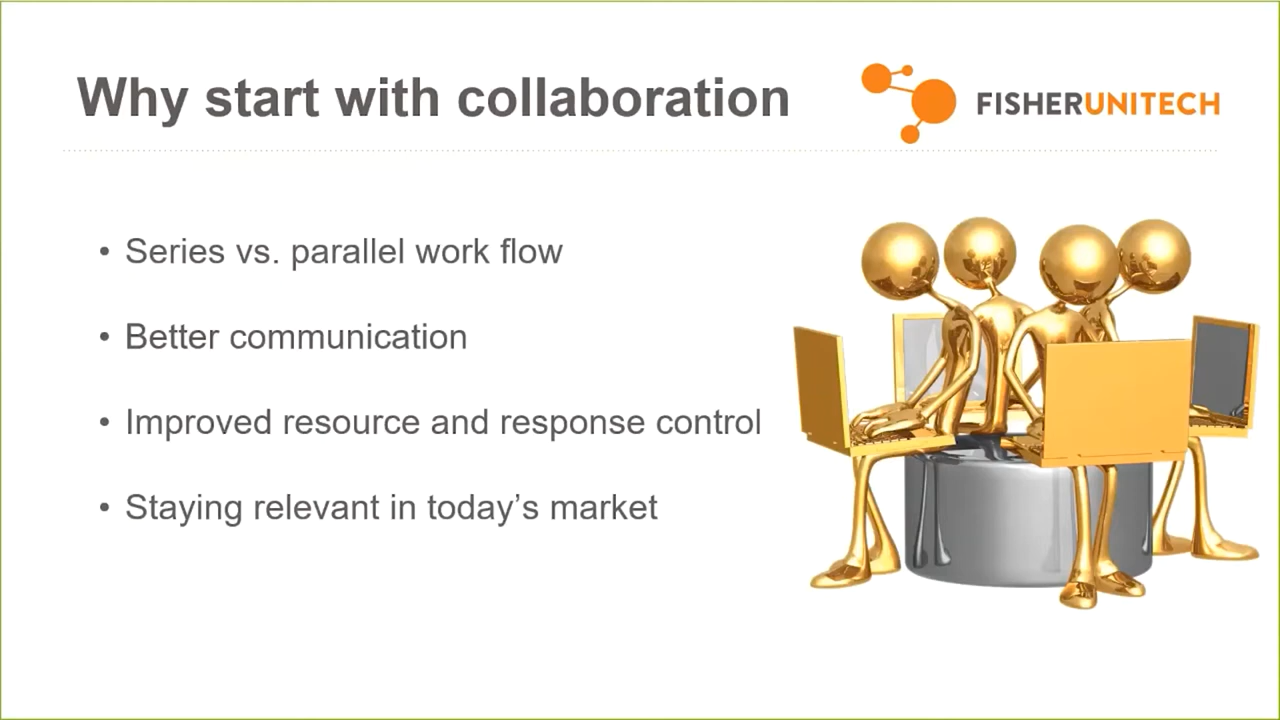 Why start with collaboration
FISHERUNITECH
• Series vs. parallel work flow
• Better communication
• Improved resource and response control
• Staying relevant in today’s market